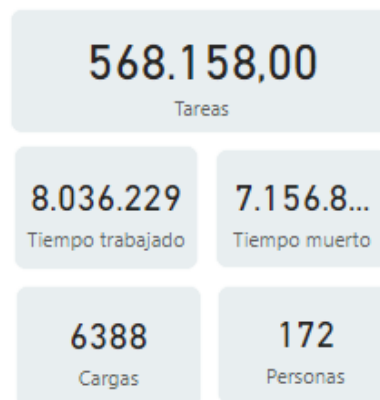 568.158,00
Tareas
8.036.229 7.156.8...
Tiempo trabajado Tiempo muerto
6388 172
Cargas Personas